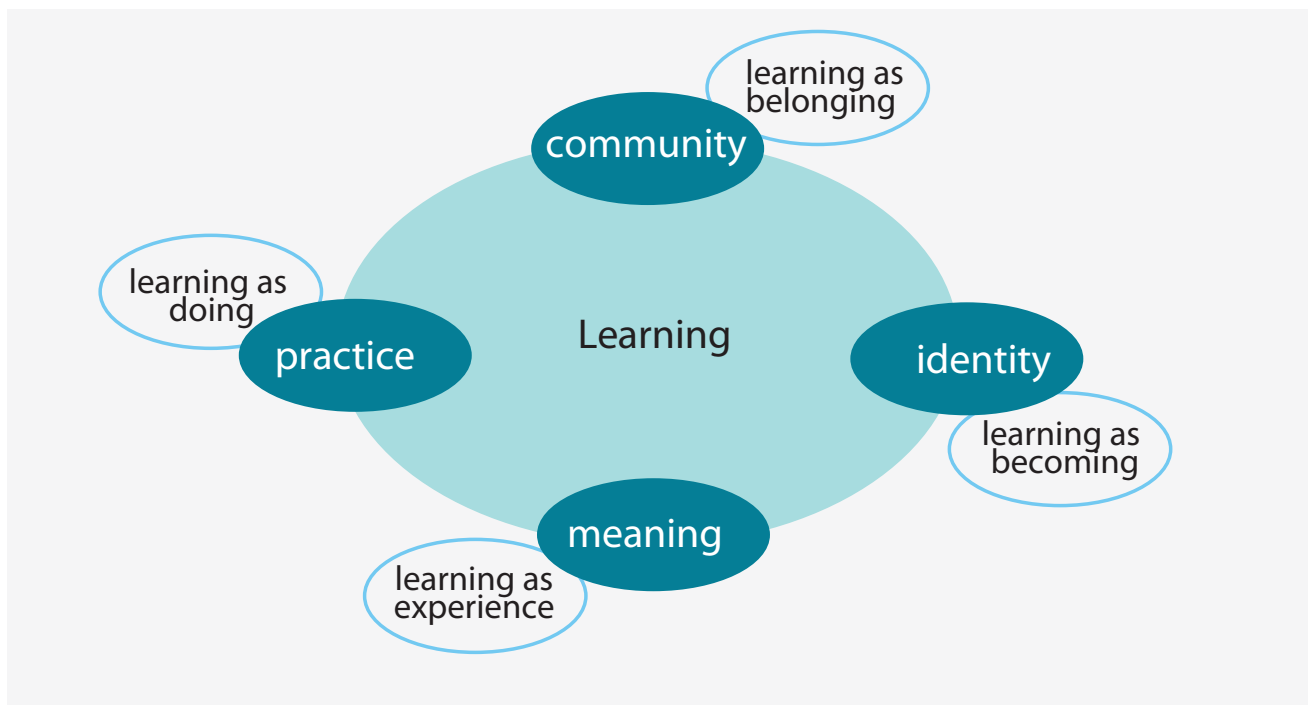 learning as
belonging
community
learning as
doing
practice
Learning
identity
learning as
becoming
meaning
learning as
experience